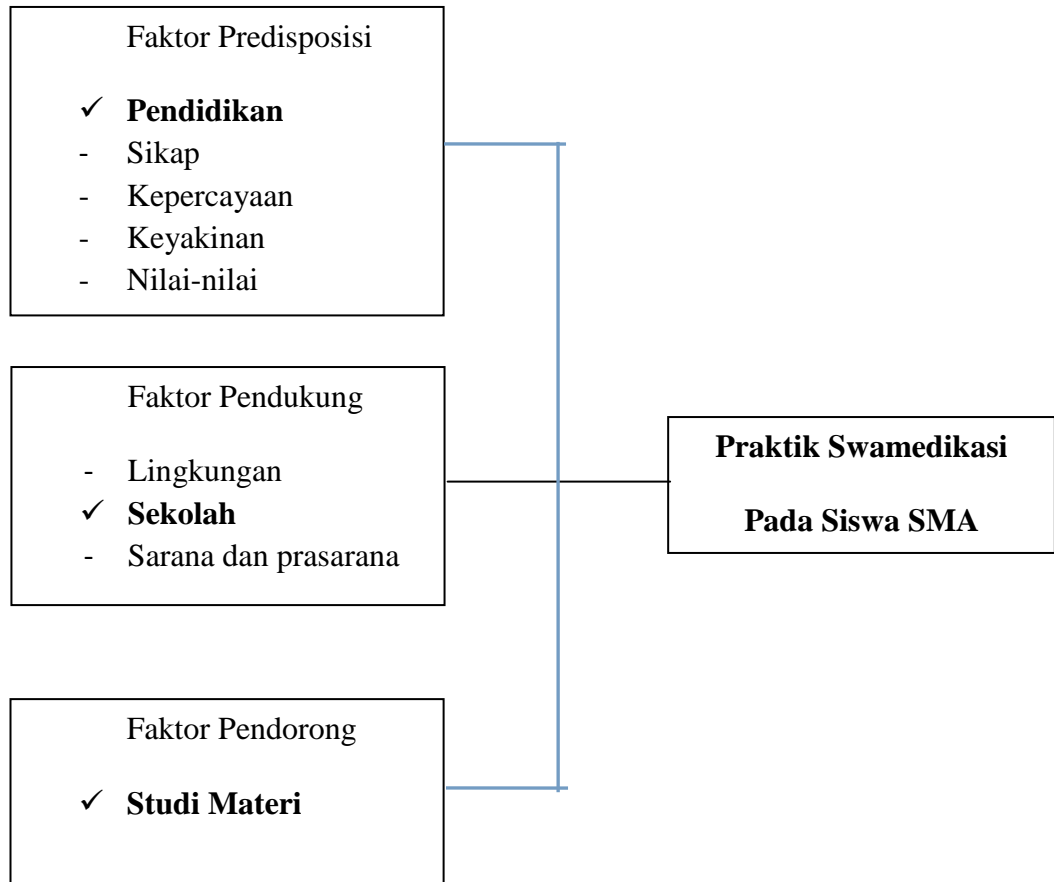 Faktor Predisposisi
✓ Pendidikan
- Sikap
- Kepercayaan
- Keyakinan
- Nilai-nilai
Faktor Pendukung
- Lingkungan
✓ Sekolah
- Sarana dan prasarana
Praktik Swamedikasi
Pada Siswa SMA
Faktor Pendorong
✓ Studi Materi